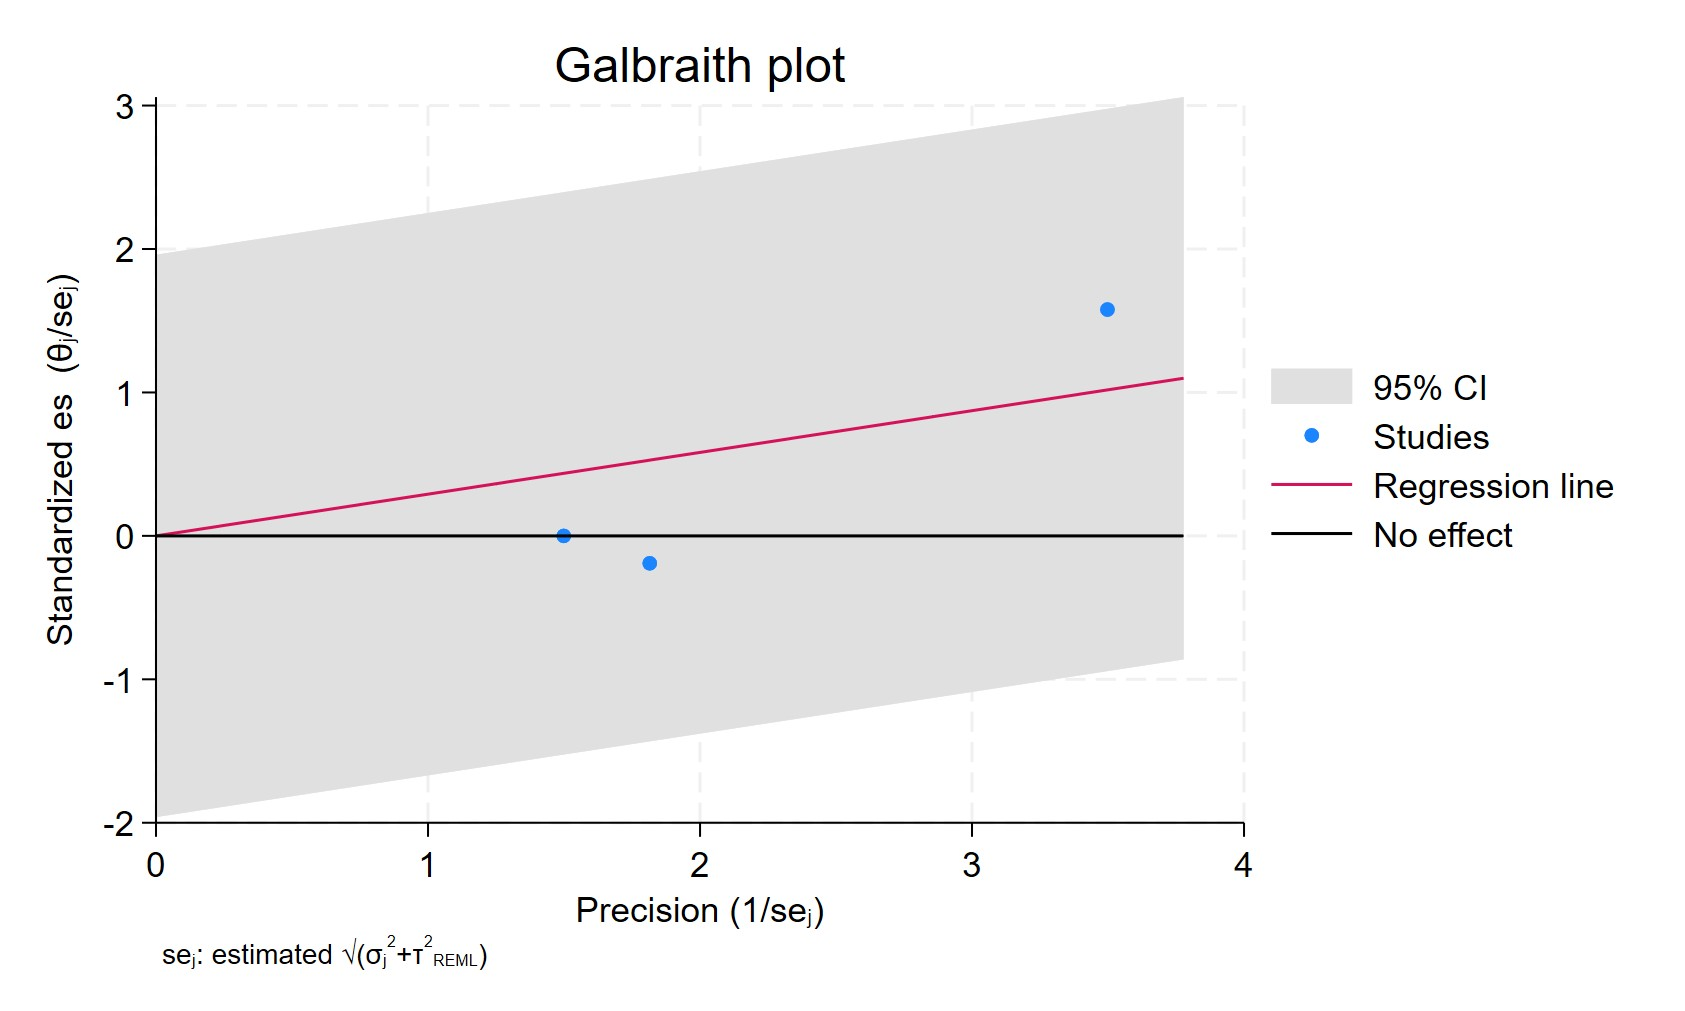 Galbraith plot
3
2
1
0
-1
-2
Standardized es (θⱼ/seⱼ)
0 1 2 3 4
Precision (1/seⱼ)
seⱼ: estimated √(σⱼ²+τ²REML)
95% CI
Studies
Regression line
No effect